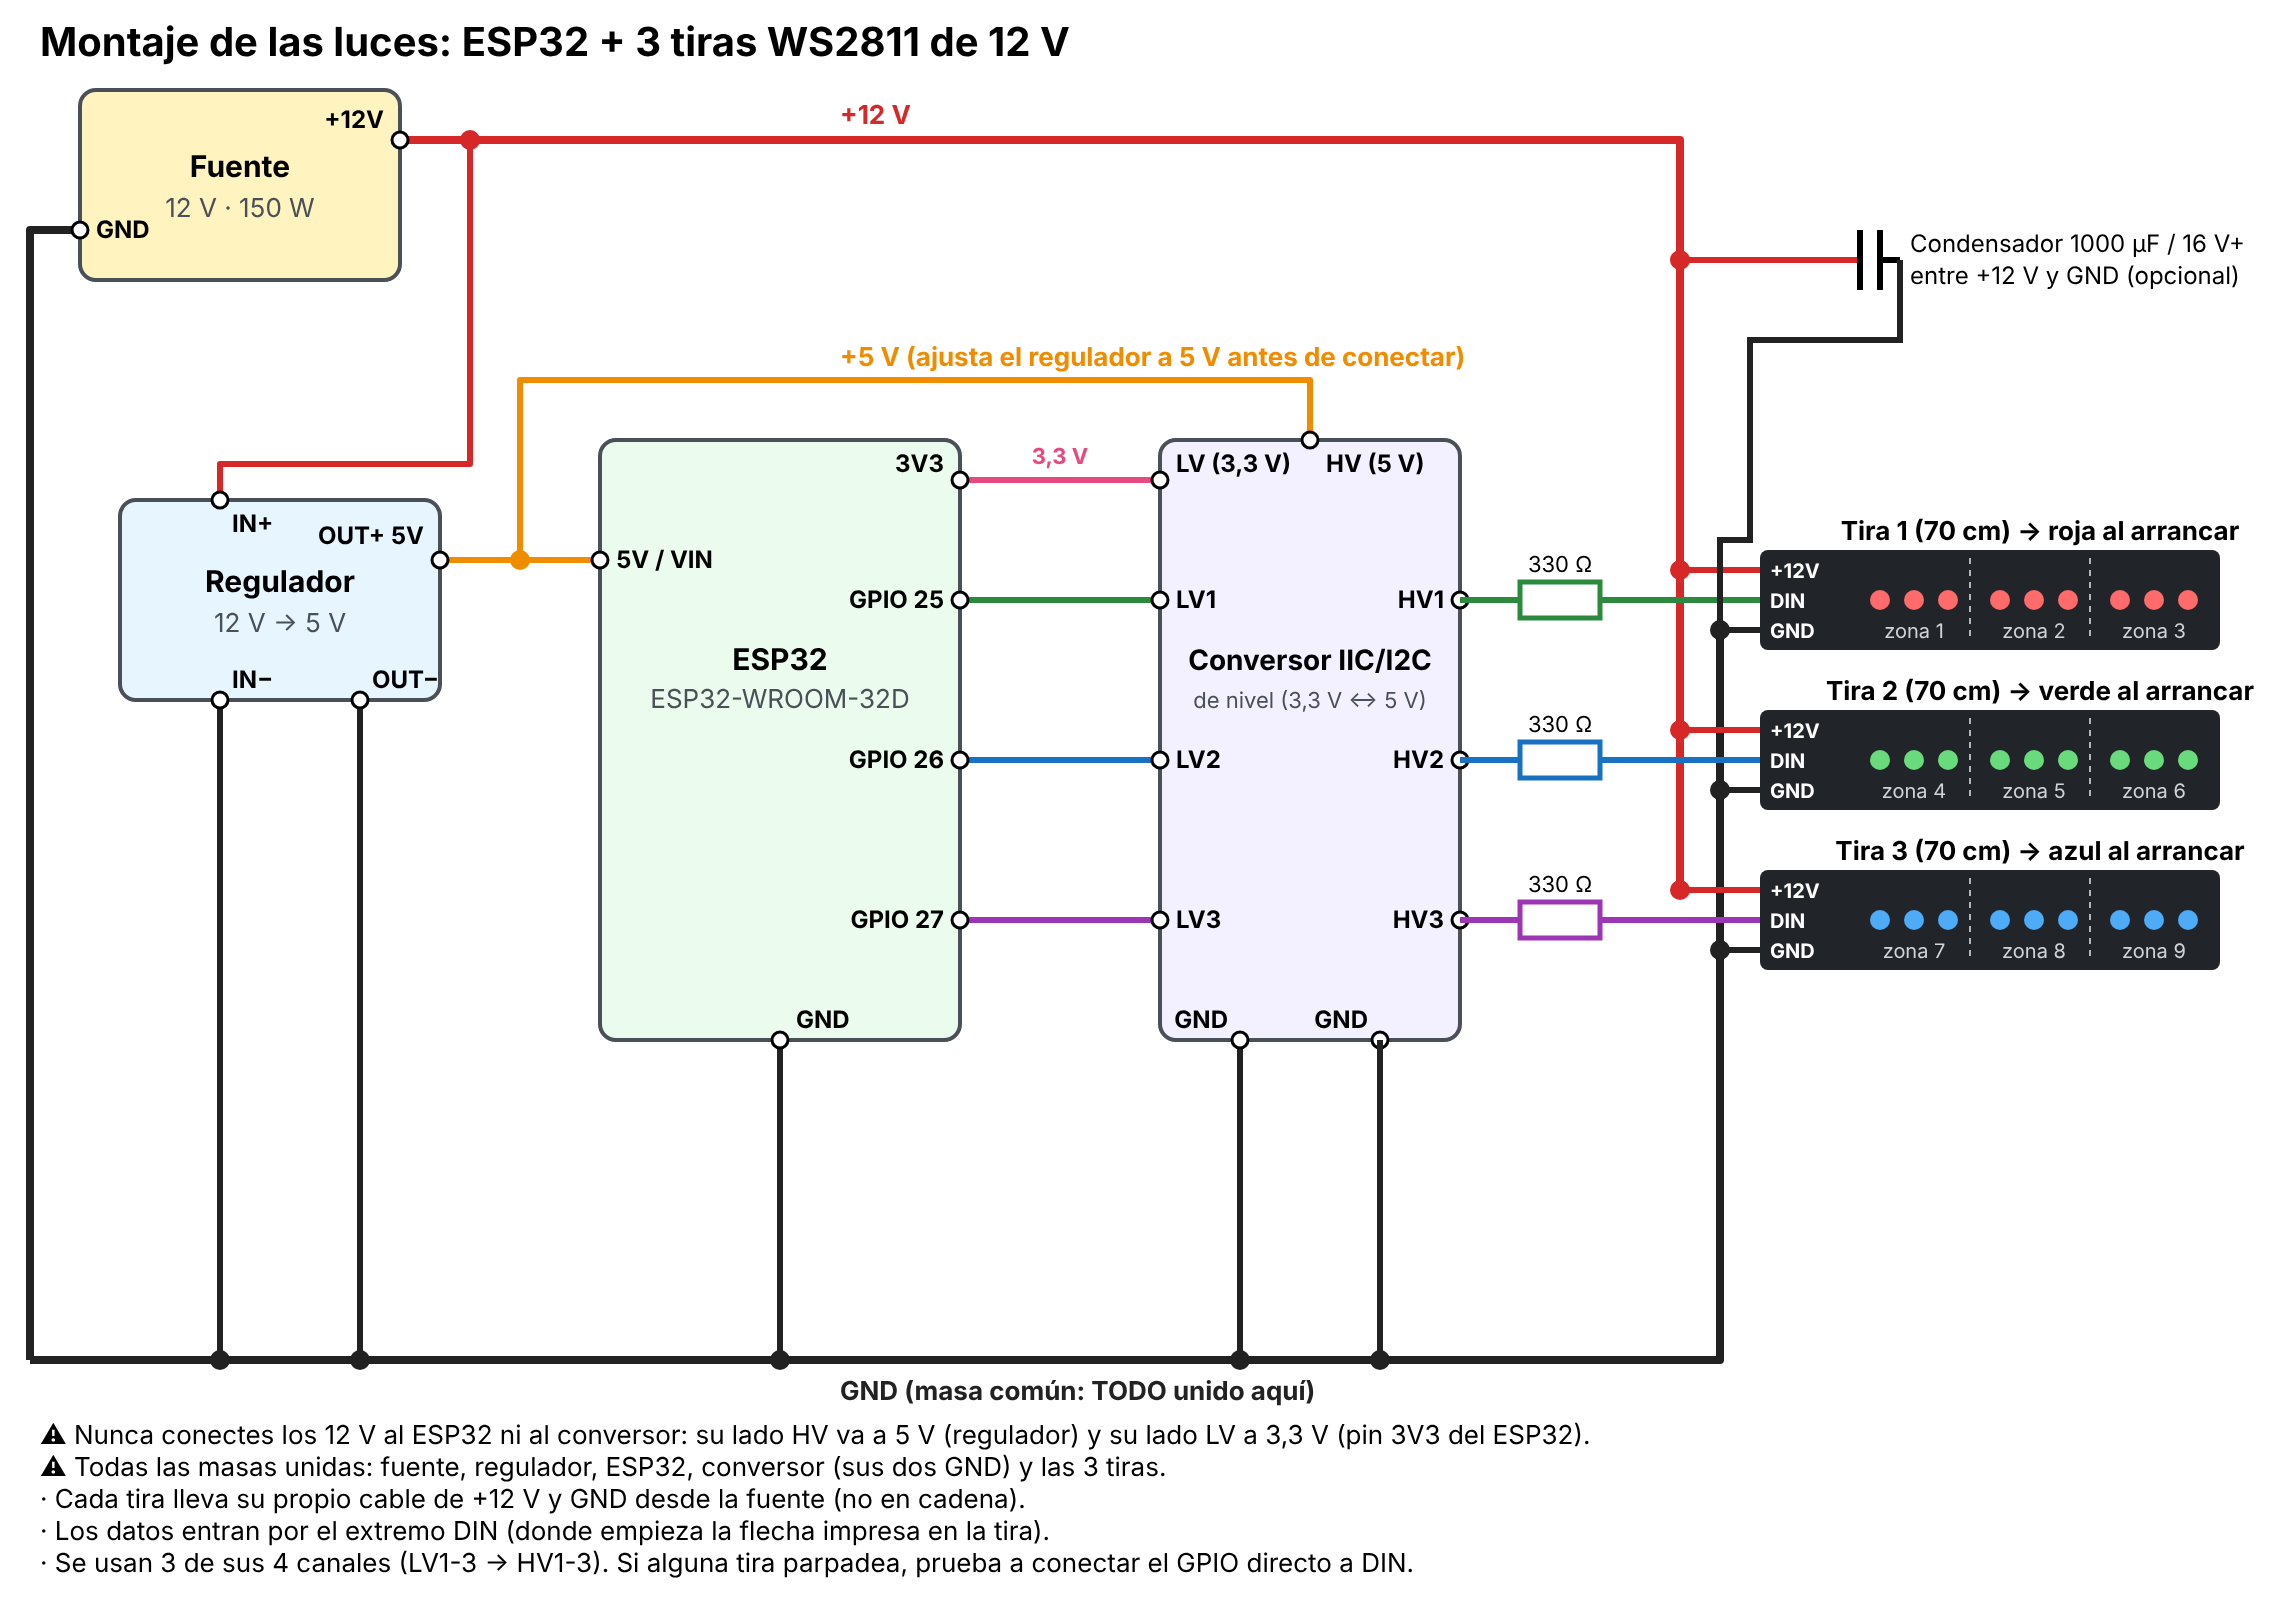 Montaje de las luces: ESP32 + 3 tiras WS2811 de 12 V
+12V
Fuente
12 V · 150 W
GND
+12 V
Condensador 1000 µF / 16 V+
entre +12 V y GND (opcional)
+5 V (ajusta el regulador a 5 V antes de conectar)
IN+
OUT+ 5V
Regulador
12 V → 5 V
IN−
OUT−
3V3
5V / VIN
GPIO 25
ESP32
ESP32-WROOM-32D
GPIO 26
GPIO 27
GND
3,3 V
LV (3,3 V)
HV (5 V)
LV1
HV1
Conversor IIC/I2C
de nivel (3,3 V ↔ 5 V)
LV2
HV2
LV3
HV3
GND
GND
330 Ω
330 Ω
330 Ω
Tira 1 (70 cm) → roja al arrancar
+12V
DIN
GND
zona 1
zona 2
zona 3
Tira 2 (70 cm) → verde al arrancar
+12V
DIN
GND
zona 4
zona 5
zona 6
Tira 3 (70 cm) → azul al arrancar
+12V
DIN
GND
zona 7
zona 8
zona 9
GND (masa común: TODO unido aquí)
⚠ Nunca conectes los 12 V al ESP32 ni al conversor: su lado HV va a 5 V (regulador) y su lado LV a 3,3 V (pin 3V3 del ESP32).
⚠ Todas las masas unidas: fuente, regulador, ESP32, conversor (sus dos GND) y las 3 tiras.
· Cada tira lleva su propio cable de +12 V y GND desde la fuente (no en cadena).
· Los datos entran por el extremo DIN (donde empieza la flecha impresa en la tira).
· Se usan 3 de sus 4 canales (LV1-3 → HV1-3). Si alguna tira parpadea, prueba a conectar el GPIO directo a DIN.